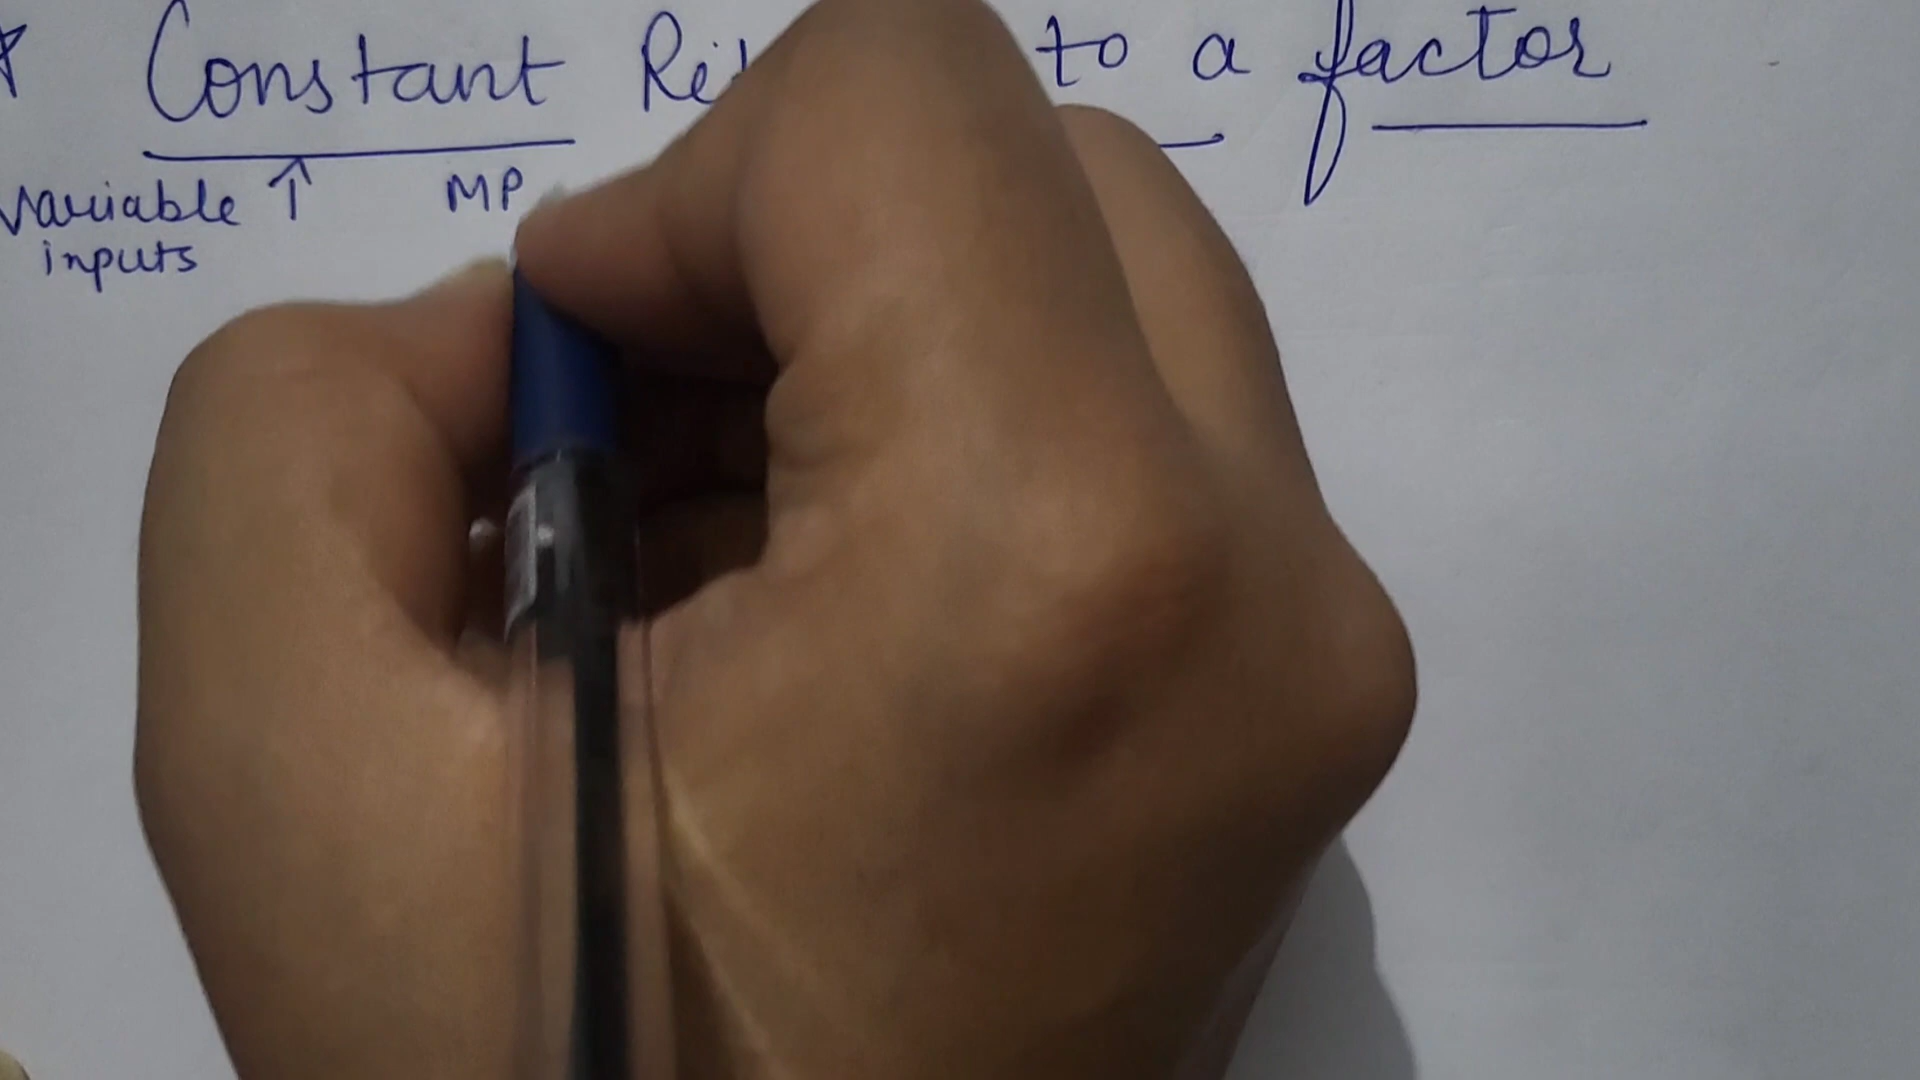 Constant to a factor
variable ↑ MP
inputs